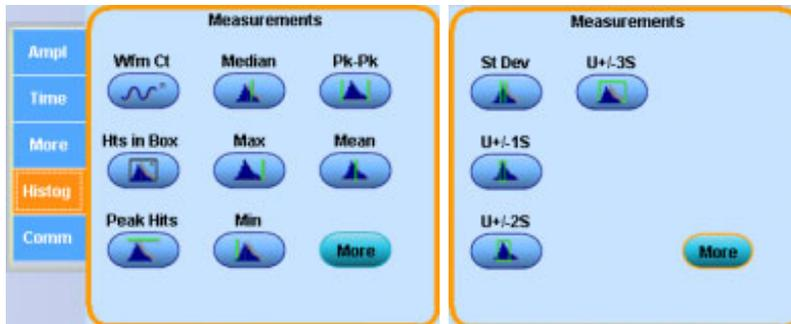 Measurements
Ampl
Time
More
Histog
Comm
Wfm Ct Median Pk-Pk
Hts in Box Max Mean
Peak Hits Min
More
Measurements
St Dev U+/-3S
U+/-1S
U+/-2S
More